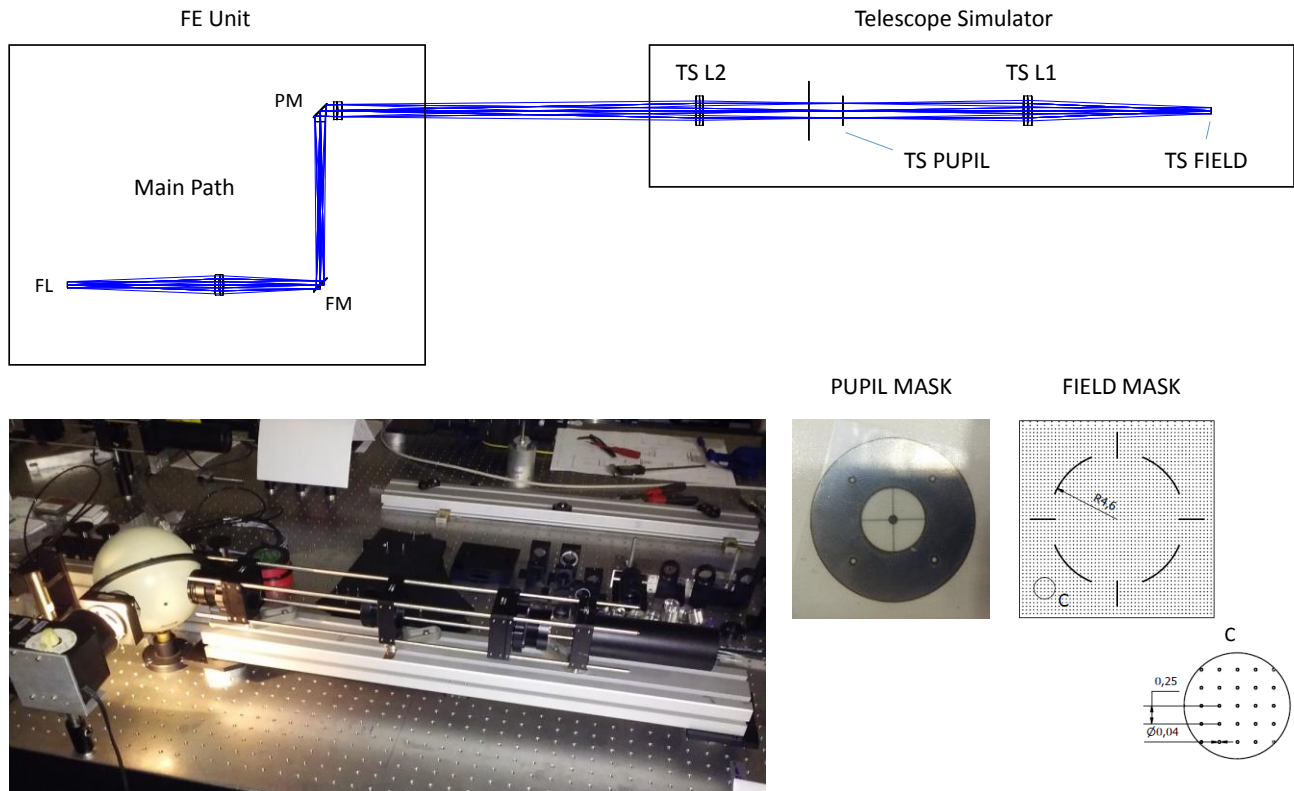 FE Unit
Telescope Simulator
PM
TS L2
TS L1
TS PUPIL
TS FIELD
Main Path
FL
FM
PUPIL MASK
FIELD MASK
R4,6
C
C
0,25
Ø0,04